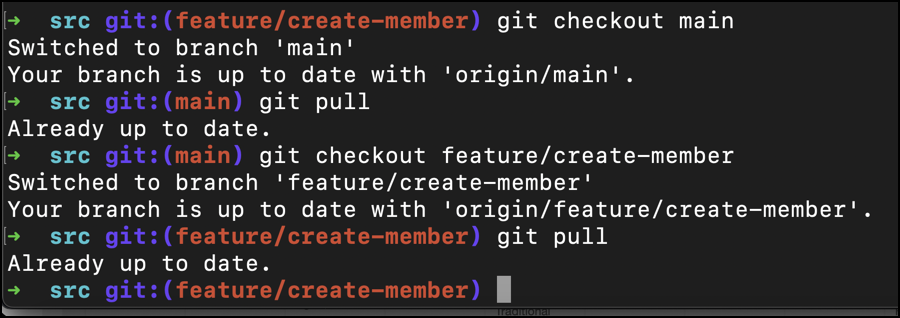 ➜ src git:(feature/create-member) git checkout main
Switched to branch 'main'
Your branch is up to date with 'origin/main'.
➜ src git:(main) git pull
Already up to date.
➜ src git:(main) git checkout feature/create-member
Switched to branch 'feature/create-member'
Your branch is up to date with 'origin/feature/create-member'.
➜ src git:(feature/create-member) git pull
Already up to date.
➜ src git:(feature/create-member)
Traditional